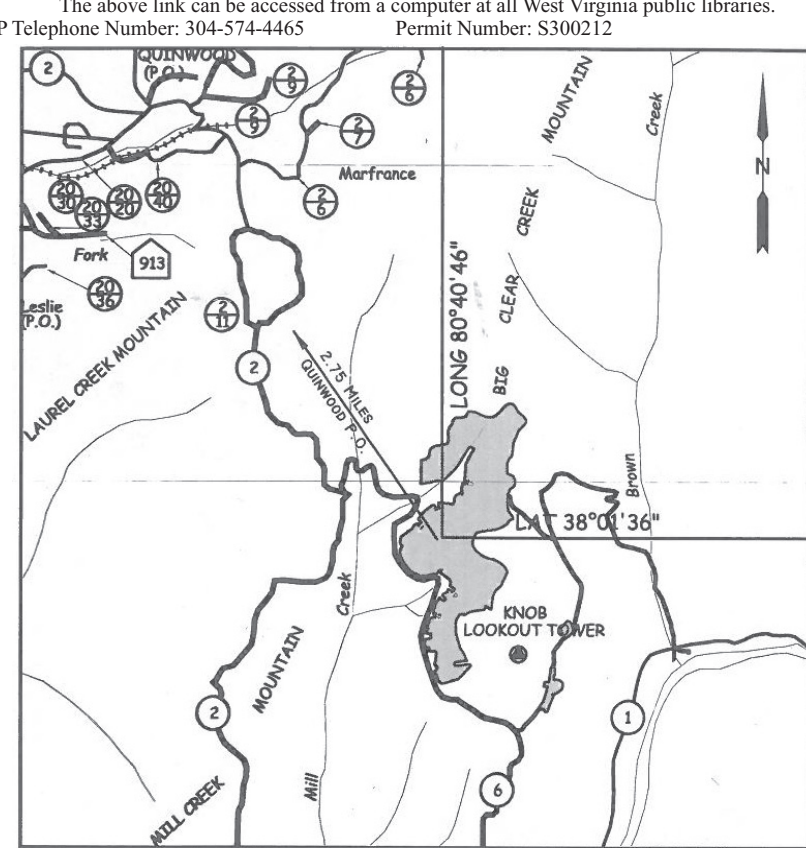 The above link can be accessed from a computer at all West Virginia public libraries.
P Telephone Number: 304-574-4465 Permit Number: S300212
QUINWOOD
(P.O.)
2
2
9
2
9
2
6
2
7
2
6
Marfrance
20
30
20
33
20
20
20
40
913
Fork
20
36
Leslie
(P.O.)
LAUREL CREEK MOUNTAIN
2
11
2
2.75 MILES
QUINWOOD P.O.
LONG 80°40'46"
BIG CLEAR CREEK MOUNTAIN
Creek
N
Brown
LAT 38°01'36"
KNOB
LOOKOUT TOWER
Creek
Mill
MILL CREEK MOUNTAIN
2
6
1